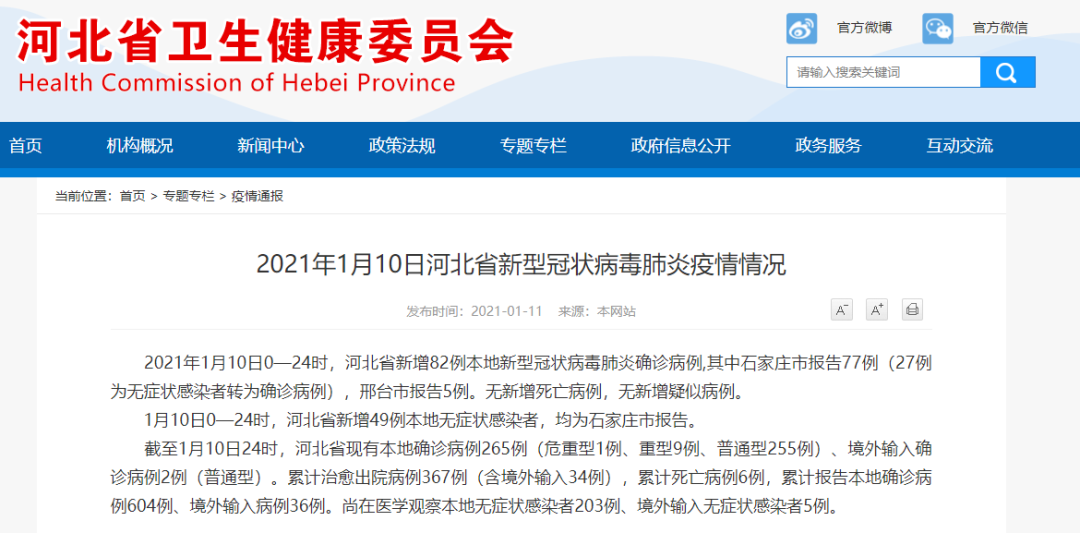 河北省卫生健康委员会
Health Commission of Hebei Province
官方微博
官方微信
请输入搜索关键词
首页 机构概况 新闻中心 政策法规 专题专栏 政府信息公开 政务服务 互动交流
当前位置：首页 > 专题专栏 > 疫情通报
2021年1月10日河北省新型冠状病毒肺炎疫情情况
发布时间：2021-01-11 来源：本网站
A- A+
2021年1月10日0—24时，河北省新增82例本地新型冠状病毒肺炎确诊病例,其中石家庄市报告77例（27例
为无症状感染者转为确诊病例），邢台市报告5例。无新增死亡病例，无新增疑似病例。
1月10日0—24时，河北省新增49例本地无症状感染者，均为石家庄市报告。
截至1月10日24时，河北省现有本地确诊病例265例（危重型1例、重型9例、普通型255例）、境外输入确
诊病例2例（普通型）。累计治愈出院病例367例（含境外输入34例），累计死亡病例6例，累计报告本地确诊病
例604例、境外输入病例36例。尚在医学观察本地无症状感染者203例、境外输入无症状感染者5例。